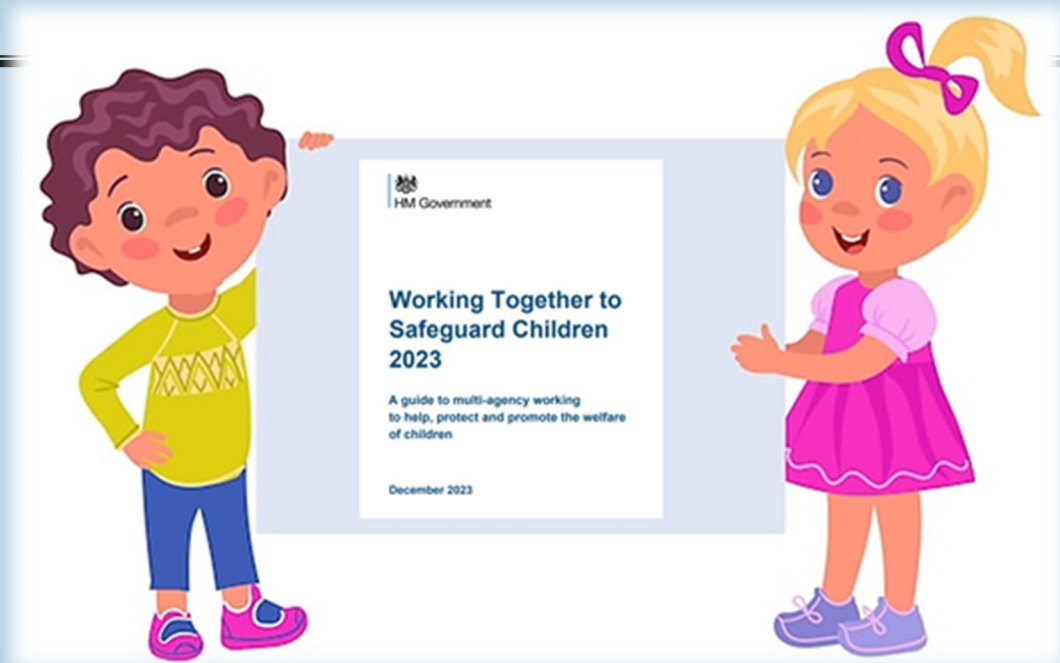 HM Government
Working Together to
Safeguard Children
2023
A guide to multi-agency working
to help, protect and promote the welfare
of children
December 2023